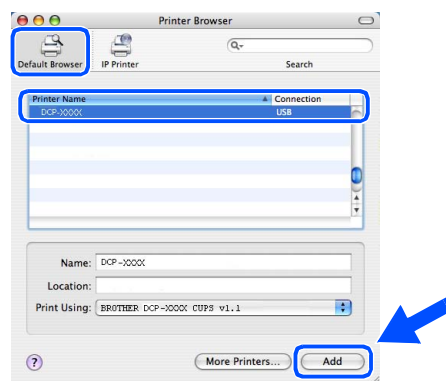 Printer Browser
Default Browser
IP Printer
Search
Printer Name Connection
DCP-XXXX USB
Name: DCP-XXXX
Location:
Print Using: BROTHER DCP-XXXX CUPS v1.1
? More Printers... Add